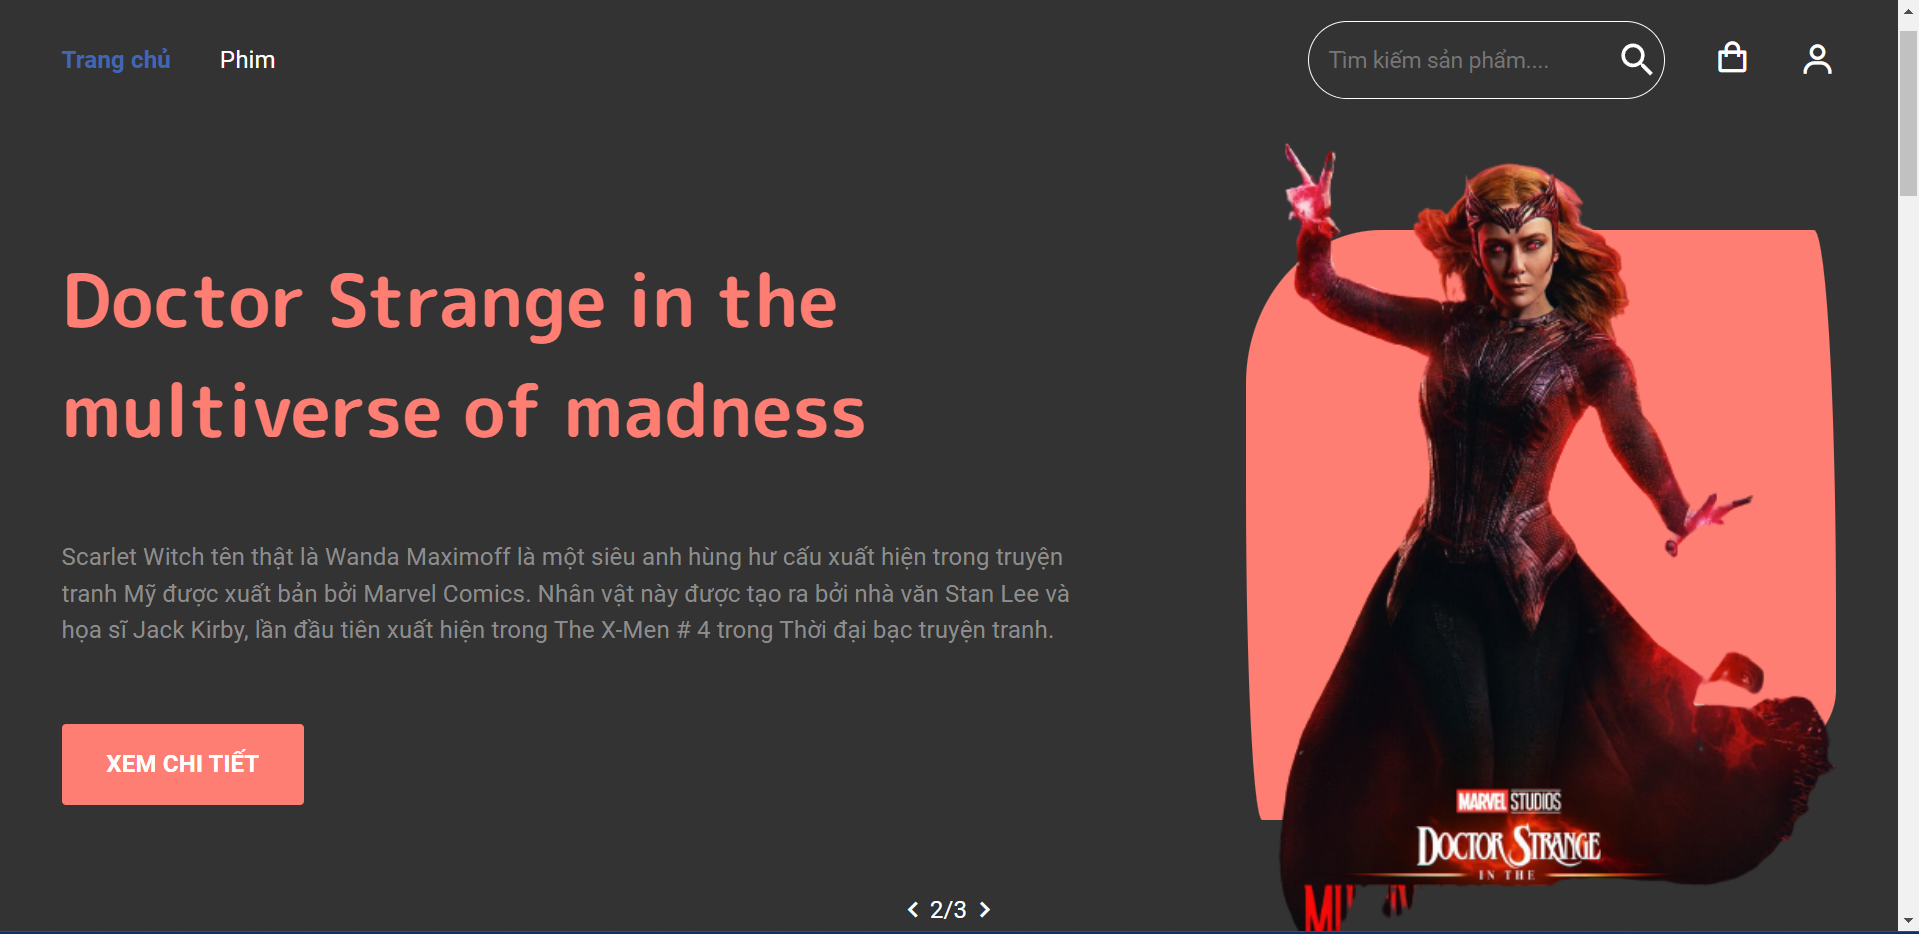 Trang chủ
Phim
Tìm kiếm sản phẩm....
Doctor Strange in the
multiverse of madness
Scarlet Witch tên thật là Wanda Maximoff là một siêu anh hùng hư cấu xuất hiện trong truyện
tranh Mỹ được xuất bản bởi Marvel Comics. Nhân vật này được tạo ra bởi nhà văn Stan Lee và
họa sĩ Jack Kirby, lần đầu tiên xuất hiện trong The X-Men # 4 trong Thời đại bạc truyện tranh.
XEM CHI TIẾT
MARVEL STUDIOS
DOCTOR STRANGE
IN THE
2/3